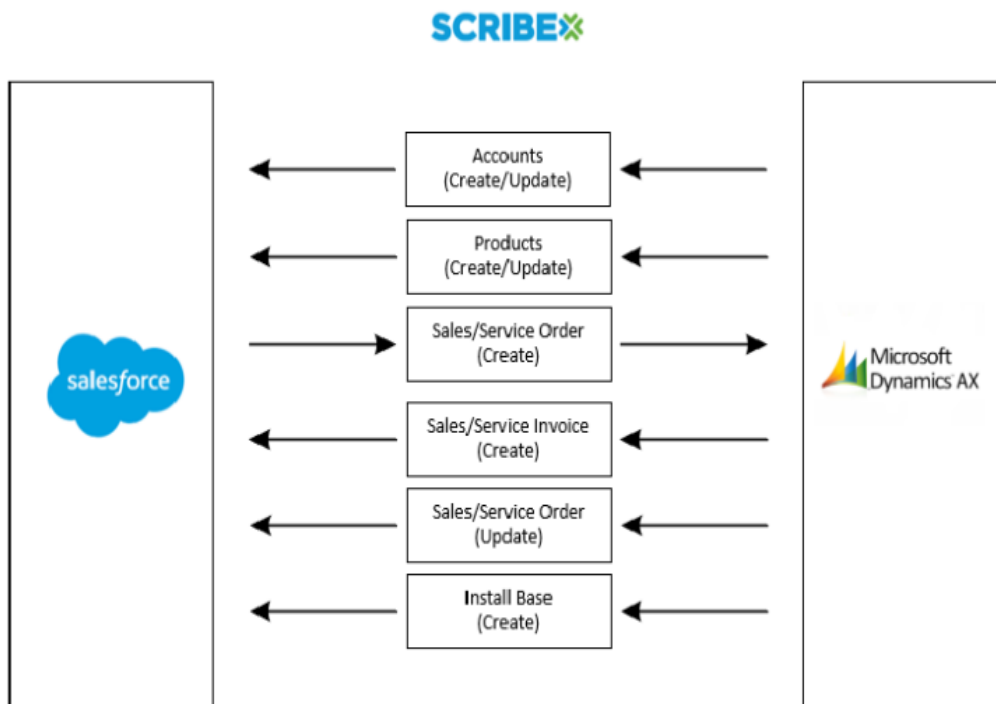 SCRIBE
Accounts
(Create/Update)
Products
(Create/Update)
Sales/Service Order
(Create)
salesforce
Microsoft
Dynamics AX
Sales/Service Invoice
(Create)
Sales/Service Order
(Update)
Install Base
(Create)